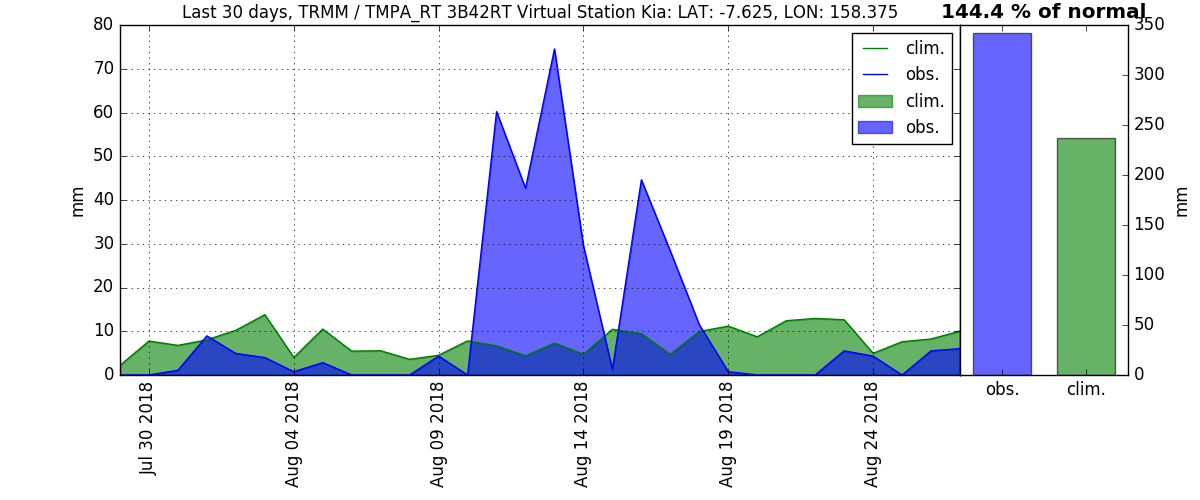 Last 30 days, TRMM / TMPA_RT 3B42RT Virtual Station Kia: LAT: -7.625, LON: 158.375
144.4 % of normal
80
70
60
50
40
30
20
10
0
mm
clim.
obs.
clim.
obs.
350
300
250
200
150
100
50
0
mm
obs.
clim.
Jul 30 2018
Aug 04 2018
Aug 09 2018
Aug 14 2018
Aug 19 2018
Aug 24 2018